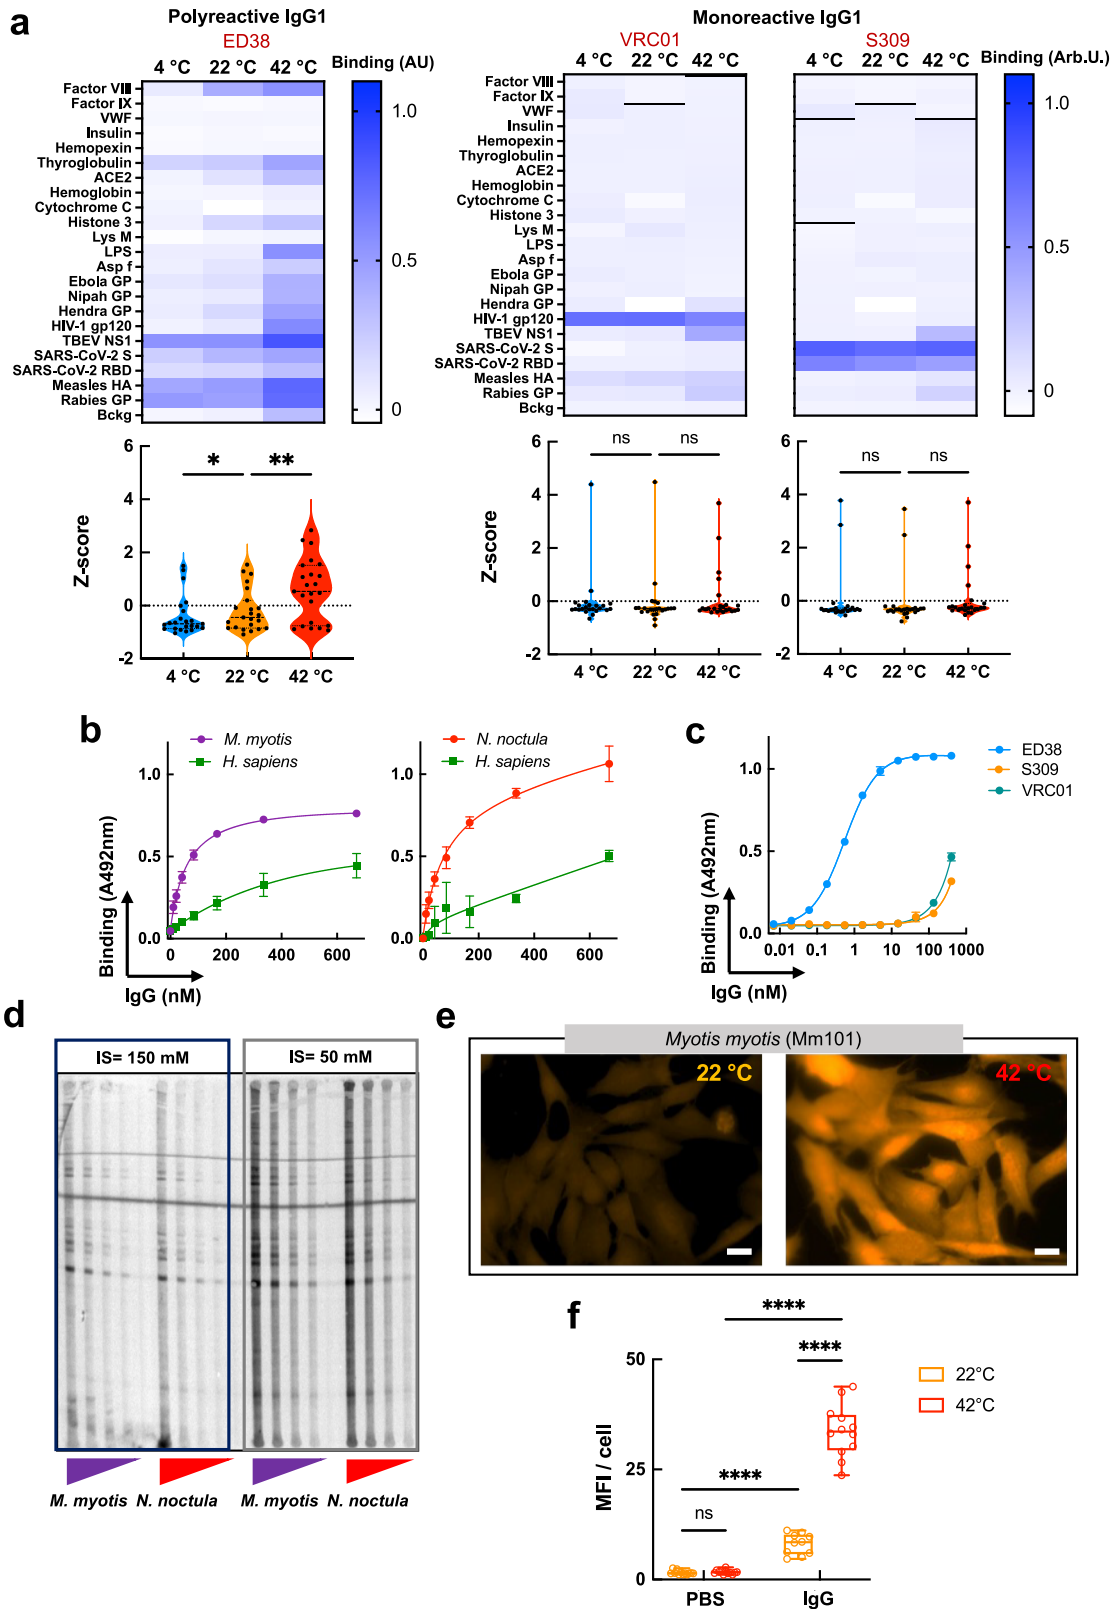 a
Polyreactive IgG1
ED38
4 °C 22 °C 42 °C
Binding (AU)
Factor VIII
Factor IX
VWF
Insulin
Hemopexin
Thyroglobulin
ACE2
Hemoglobin
Cytochrome C
Histone 3
Lys M
LPS
Asp f
Ebola GP
Nipah GP
Hendra GP
HIV-1 gp120
TBEV NS1
SARS-CoV-2 S
SARS-CoV-2 RBD
Measles HA
Rabies GP
Bckg
1.0
0.5
0
Monoreactive IgG1
VRC01
4 °C 22 °C 42 °C
S309
4 °C 22 °C 42 °C
Binding (Arb.U.)
Factor VIII
Factor IX
VWF
Insulin
Hemopexin
Thyroglobulin
ACE2
Hemoglobin
Cytochrome C
Histone 3
Lys M
LPS
Asp f
Ebola GP
Nipah GP
Hendra GP
HIV-1 gp120
TBEV NS1
SARS-CoV-2 S
SARS-CoV-2 RBD
Measles HA
Rabies GP
Bckg
1.0
0.5
0
Z-score
6
4
2
0
-2
* **
4 °C 22 °C 42 °C
Z-score
6
4
2
0
-2
ns ns
4 °C 22 °C 42 °C
6
4
2
0
-2
ns ns
4 °C 22 °C 42 °C
b
M. myotis
H. sapiens
Binding (A492nm)
1.0
0.5
0.0
0 200 400 600
IgG (nM)
N. noctula
H. sapiens
1.0
0.5
0.0
0 200 400 600
c
ED38
S309
VRC01
Binding (A492nm)
1.0
0.5
0.0
0.01 0.1 1 10 100 1000
IgG (nM)
d
IS= 150 mM IS= 50 mM
M. myotis N. noctula M. myotis N. noctula
e
Myotis myotis (Mm101)
22 °C
42 °C
f
MFI / cell
50
25
0
****
****
****
ns
PBS IgG
22°C
42°C